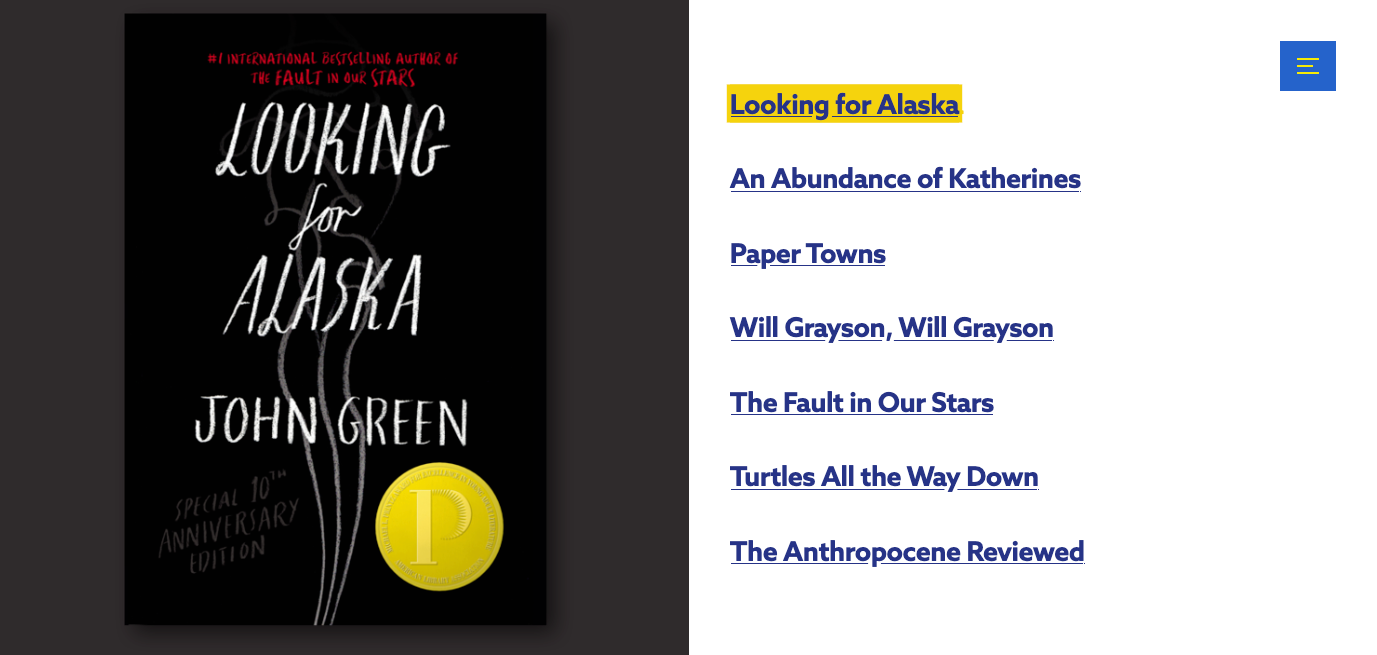 #1 INTERNATIONAL BESTSELLING AUTHOR OF
THE FAULT IN OUR STARS
LOOKING
for
ALASKA
JOHN GREEN
SPECIAL 10TH
ANNIVERSARY
EDITION
P
Looking for Alaska
An Abundance of Katherines
Paper Towns
Will Grayson, Will Grayson
The Fault in Our Stars
Turtles All the Way Down
The Anthropocene Reviewed